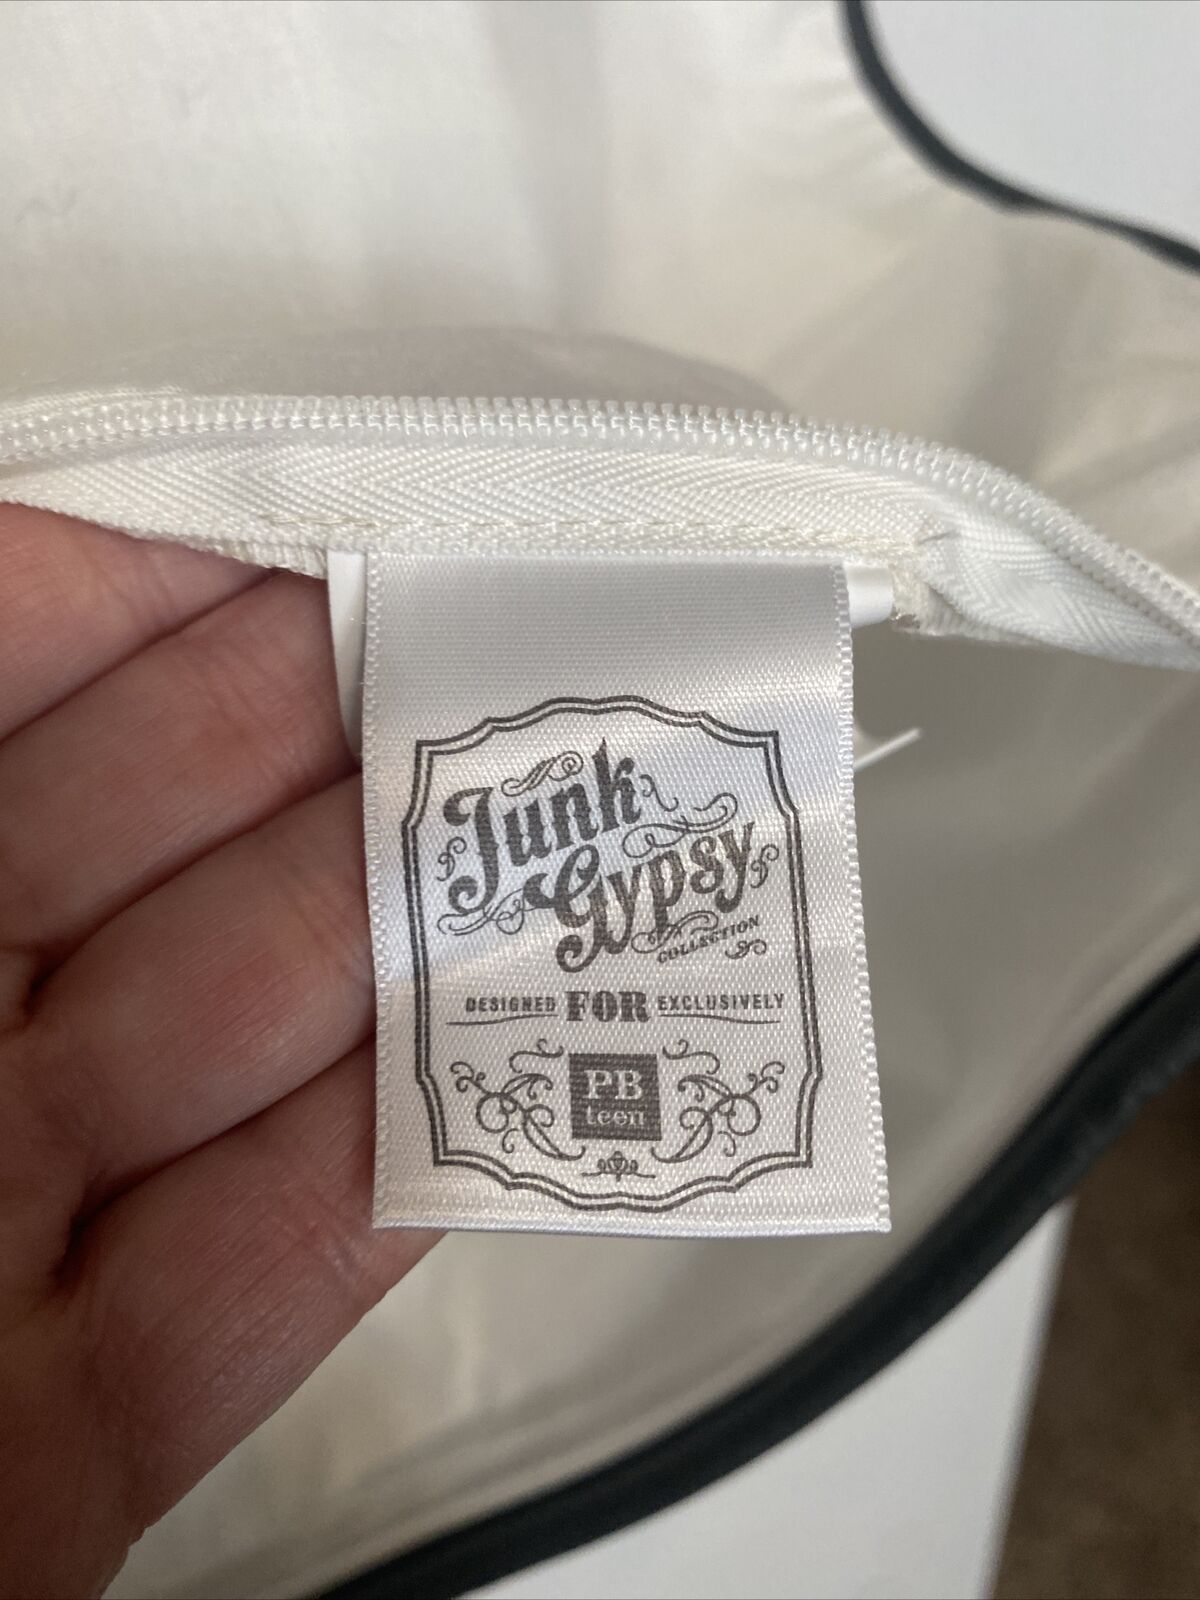 Junk
Gypsy
COLLECTION
DESIGNED FOR EXCLUSIVELY
PB
teen